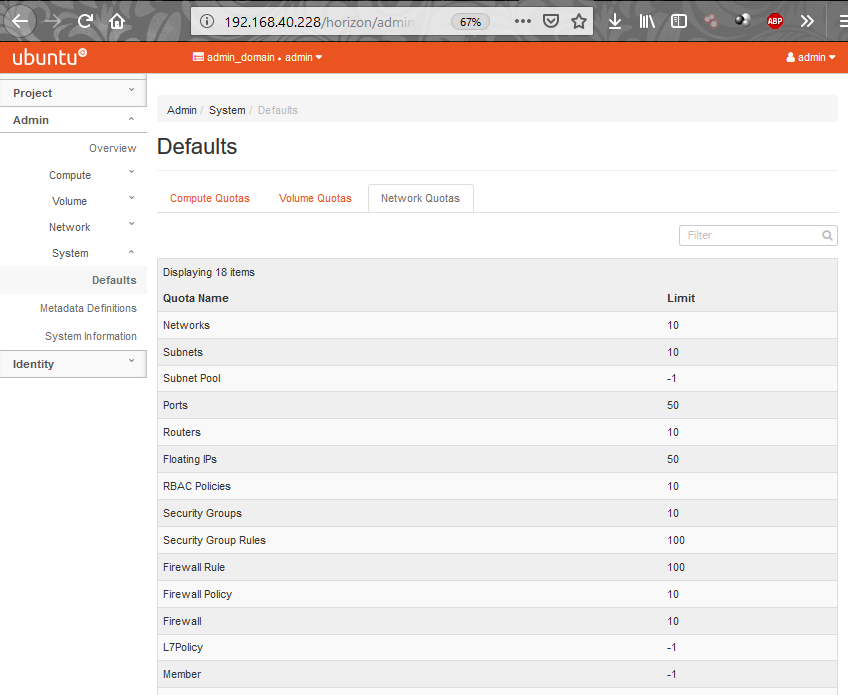 192.168.40.228/horizon/admin
67%
ABP
ubuntu
admin_domain • admin
admin
Project
Admin
Overview
Compute
Volume
Network
System
Defaults
Metadata Definitions
System Information
Identity
Admin / System / Defaults
Defaults
Compute Quotas Volume Quotas Network Quotas
Filter
Displaying 18 items
Quota Name Limit
Networks 10
Subnets 10
Subnet Pool -1
Ports 50
Routers 10
Floating IPs 50
RBAC Policies 10
Security Groups 10
Security Group Rules 100
Firewall Rule 100
Firewall Policy 10
Firewall 10
L7Policy -1
Member -1